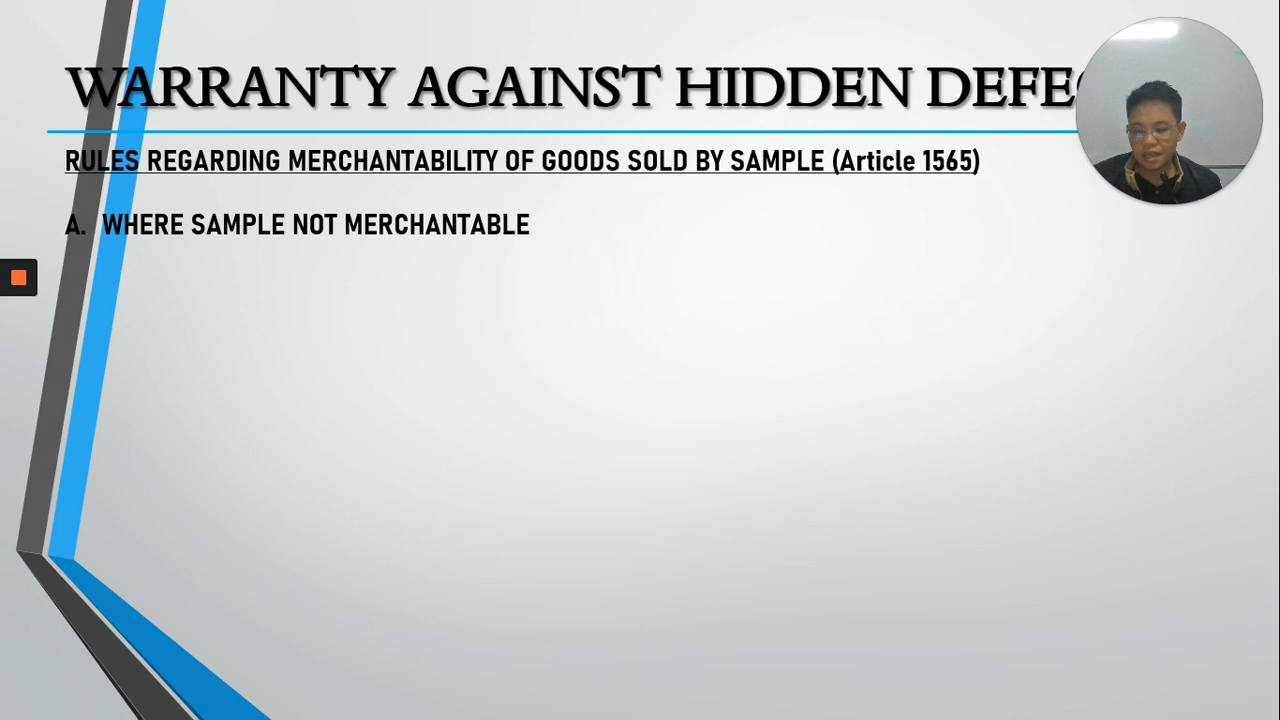 WARRANTY AGAINST HIDDEN
RULES REGARDING MERCHANTABILITY OF GOODS SOLD BY SAMPLE (Article 1565)
A. WHERE SAMPLE NOT MERCHANTABLE